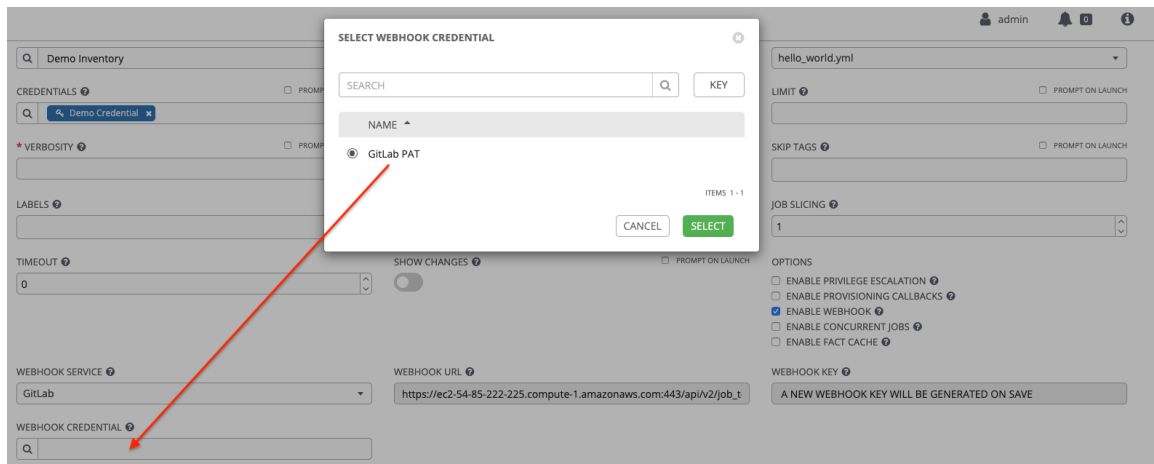 admin 0
SELECT WEBHOOK CREDENTIAL
SEARCH KEY
NAME
GitLab PAT
ITEMS 1 - 1
CANCEL SELECT
Demo Inventory hello_world.yml
CREDENTIALS PROMP LIMIT PROMPT ON LAUNCH
Demo Credential
* VERBOSITY PROMP SKIP TAGS PROMPT ON LAUNCH
LABELS JOB SLICING
1
TIMEOUT SHOW CHANGES PROMPT ON LAUNCH OPTIONS
0
ENABLE PRIVILEGE ESCALATION
ENABLE PROVISIONING CALLBACKS
ENABLE WEBHOOK
ENABLE CONCURRENT JOBS
ENABLE FACT CACHE
WEBHOOK SERVICE WEBHOOK URL WEBHOOK KEY
GitLab https://ec2-54-85-222-225.compute-1.amazonaws.com:443/api/v2/job_t A NEW WEBHOOK KEY WILL BE GENERATED ON SAVE
WEBHOOK CREDENTIAL